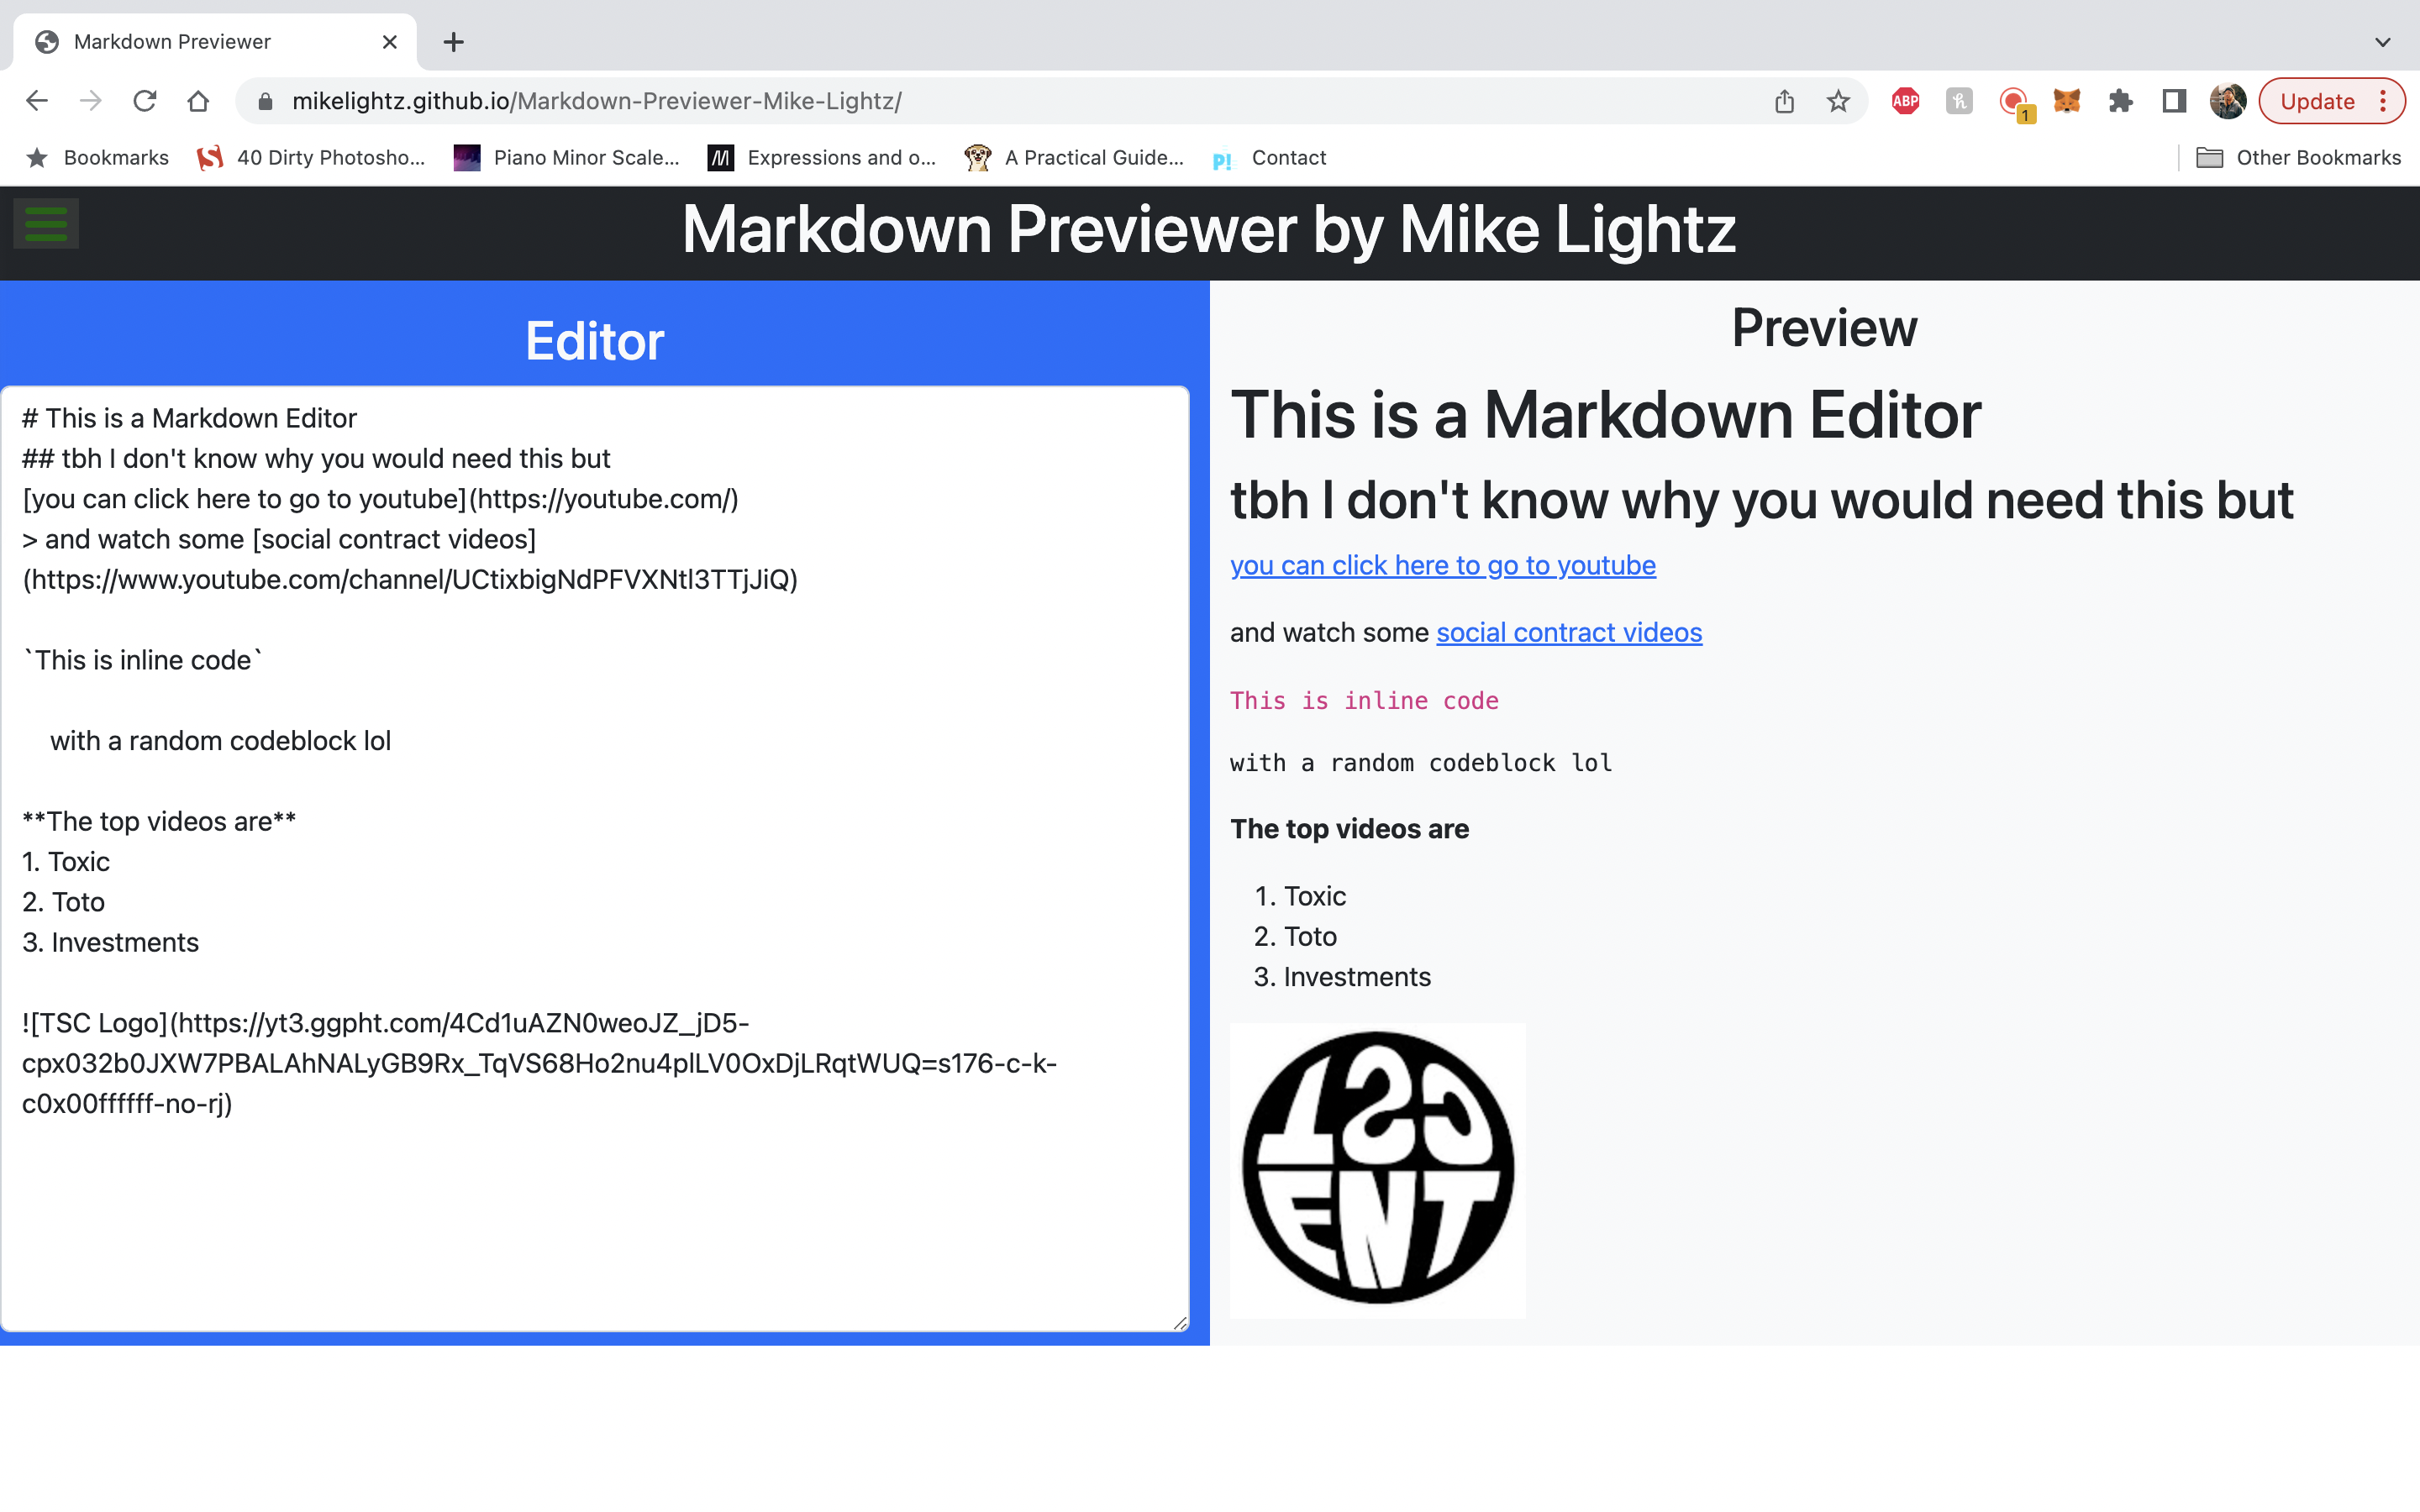 Markdown Previewer
mikelightz.github.io/Markdown-Previewer-Mike-Lightz/
ABP
1
Update
Bookmarks
40 Dirty Photosho...
Piano Minor Scale...
M
Expressions and o...
A Practical Guide...
p!
Contact
Other Bookmarks
Markdown Previewer by Mike Lightz
Editor
# This is a Markdown Editor
## tbh I don't know why you would need this but
[you can click here to go to youtube](https://youtube.com/)
> and watch some [social contract videos]
(https://www.youtube.com/channel/UCtixbigNdPFVXNtl3TTjJiQ)
`This is inline code`
with a random codeblock lol
**The top videos are**
1. Toxic
2. Toto
3. Investments
![TSC Logo](https://yt3.ggpht.com/4Cd1uAZN0weoJZ_jD5-
cpx032b0JXW7PBALAhNALyGB9Rx_TqVS68Ho2nu4plLV0OxDjLRqtWUQ=s176-c-k-
c0x00ffffff-no-rj)
Preview
This is a Markdown Editor
tbh I don't know why you would need this but
you can click here to go to youtube
and watch some social contract videos
This is inline code
with a random codeblock lol
The top videos are
1. Toxic
2. Toto
3. Investments
TSC
ENT